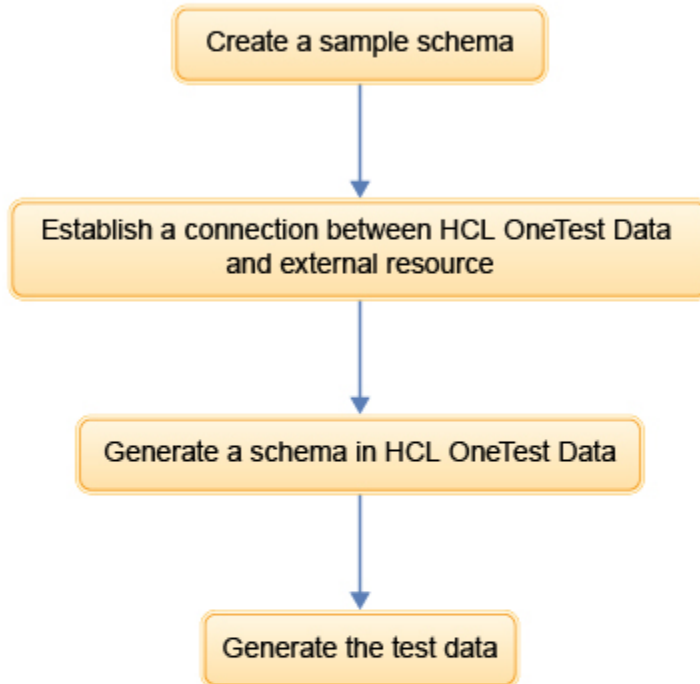 Create a sample schema
Establish a connection between HCL OneTest Data
and external resource
Generate a schema in HCL OneTest Data
Generate the test data